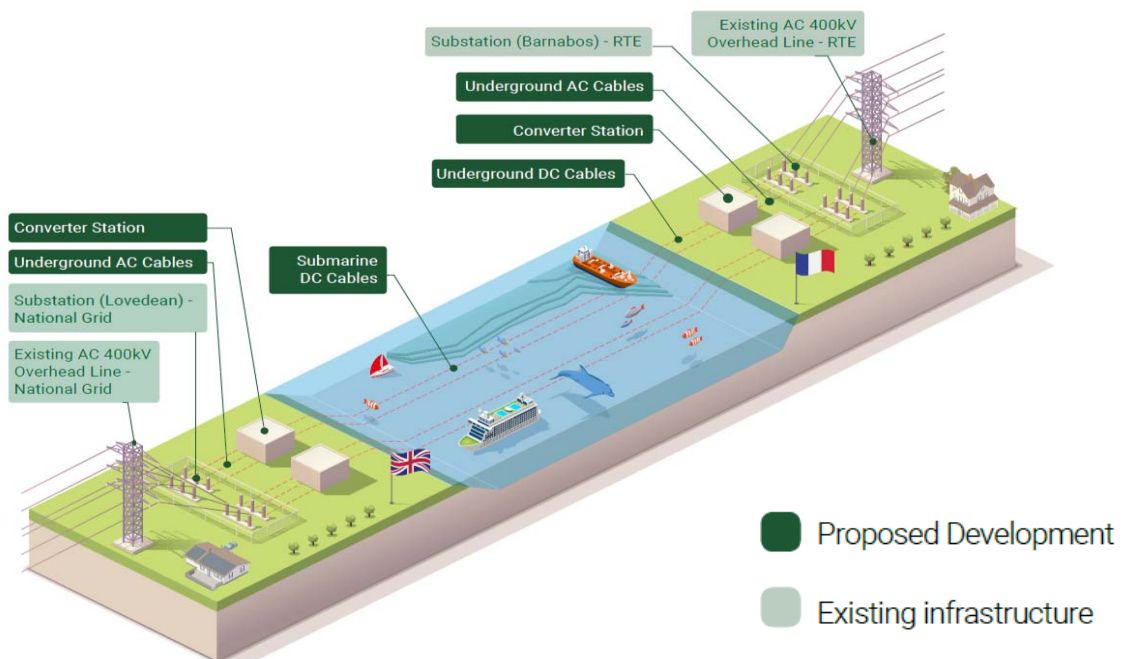 Substation (Barnabos) - RTE
Existing AC 400kV
Overhead Line - RTE
Underground AC Cables
Converter Station
Underground DC Cables
Converter Station
Underground AC Cables
Substation (Lovedean) -
National Grid
Existing AC 400kV
Overhead Line -
National Grid
Submarine
DC Cables
Proposed Development
Existing infrastructure